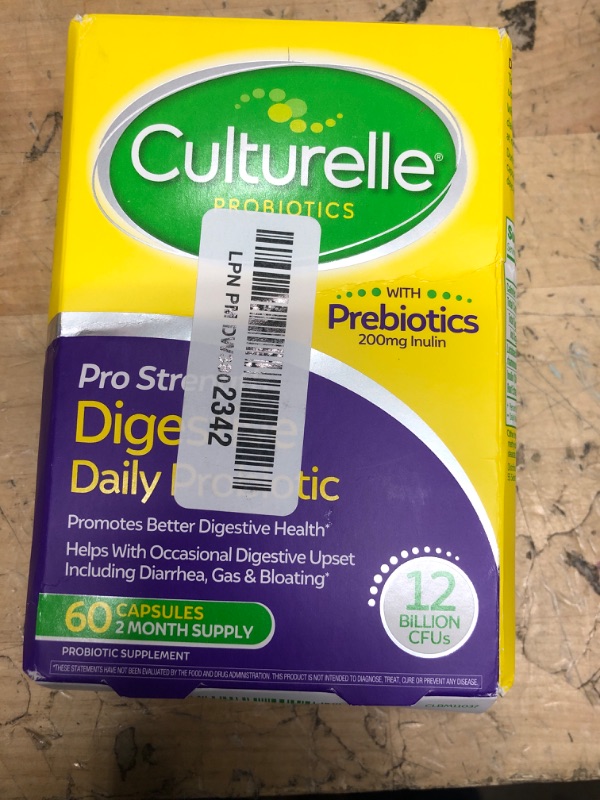 Culturelle®
PROBIOTICS
WITH
Prebiotics
200mg Inulin
LPN
2342
Pro
Daily Probiotic
Promotes Better Digestive Health*
Helps With Occasional Digestive Upset
Including Diarrhea, Gas & Bloating*
12
BILLION
CFUs
60 CAPSULES
2 MONTH SUPPLY
PROBIOTIC SUPPLEMENT
*THESE STATEMENTS HAVE NOT BEEN EVALUATED BY THE FOOD AND DRUG ADMINISTRATION. THIS PRODUCT IS NOT INTENDED TO DIAGNOSE, TREAT, CURE OR PREVENT ANY DISEASE.